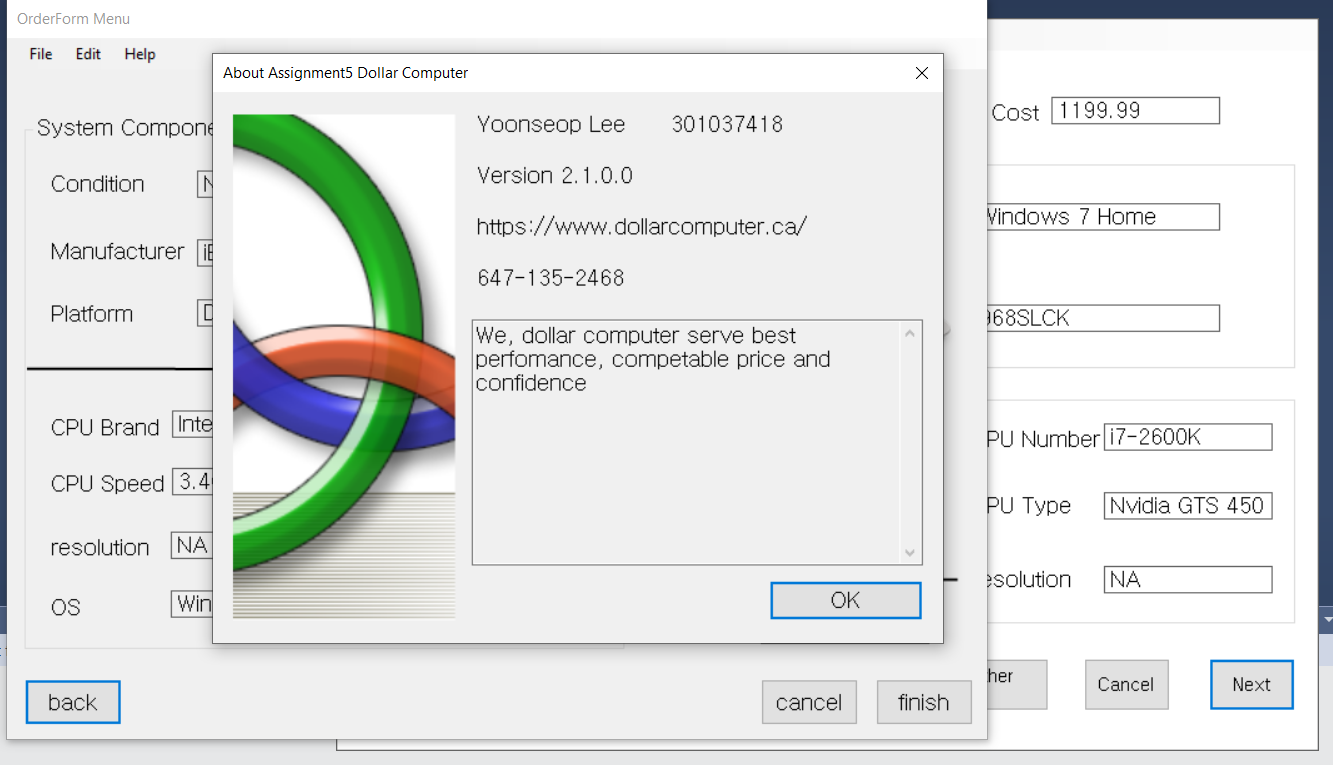 OrderForm Menu
File Edit Help
About Assignment5 Dollar Computer
Yoonseop Lee 301037418
Version 2.1.0.0
https://www.dollarcomputer.ca/
647-135-2468
We, dollar computer serve best
perfomance, competable price and
confidence
OK
System Compone
Condition N
Manufacturer
Platform
CPU Brand Inte
CPU Speed 3.4
resolution NA
OS Win
back cancel finish
Cost 1199.99
Windows 7 Home
968SLCK
PU Number i7-2600K
PU Type Nvidia GTS 450
esolution NA
her Cancel Next